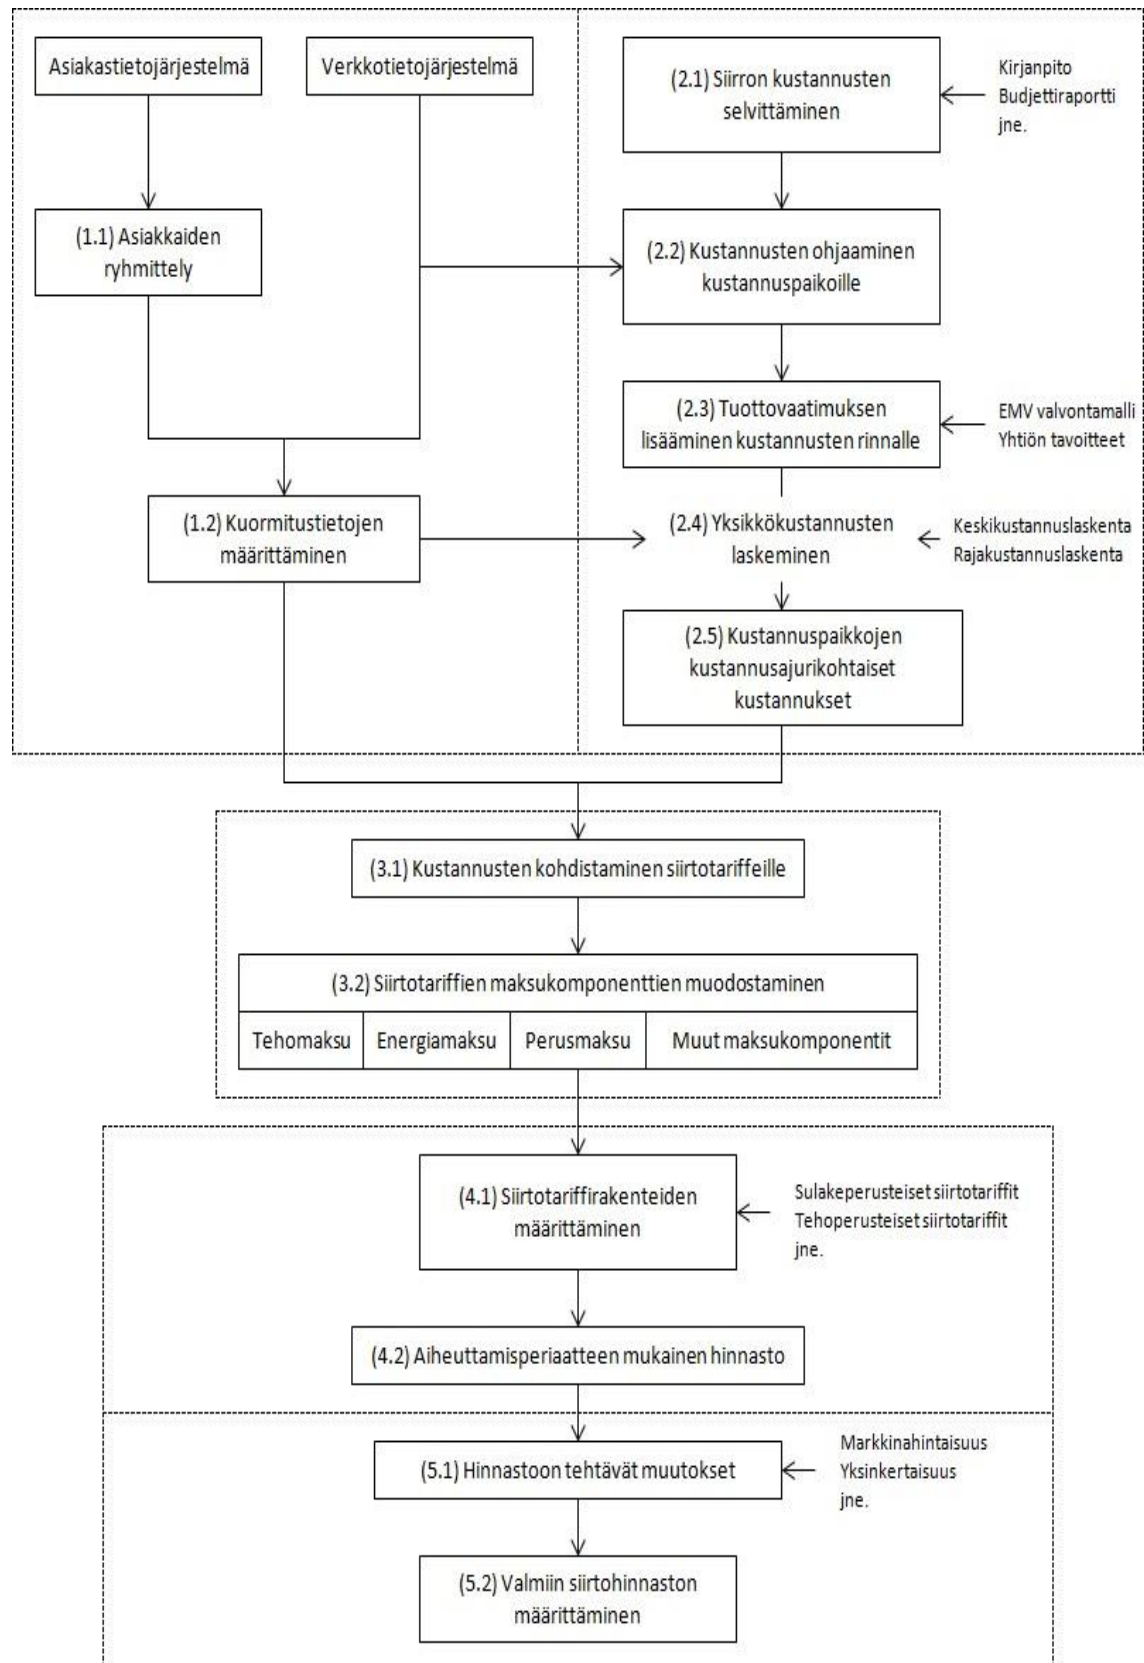 Asiakastietojärjestelmä
Verkkotietojärjestelmä
(2.1) Siirron kustannusten
selvittäminen
Kirjanpito
Budjettiraportti
jne.
(1.1) Asiakkaiden
ryhmittely
(2.2) Kustannusten ohjaaminen
kustannuspaikoille
(2.3) Tuottovaatimuksen
lisääminen kustannusten rinnalle
EMV valvontamalli
Yhtiön tavoitteet
(1.2) Kuormitustietojen
määrittäminen
(2.4) Yksikkökustannusten
laskeminen
Keskikustannuslaskenta
Rajakustannuslaskenta
(2.5) Kustannuspaikkojen
kustannusajurikohtaiset
kustannukset
(3.1) Kustannusten kohdistaminen siirtotariffeille
(3.2) Siirtotariffien maksukomponenttien muodostaminen
Tehomaksu
Energiamaksu
Perusmaksu
Muut maksukomponentit
(4.1) Siirtotariffirakenteiden
määrittäminen
Sulakeperusteiset siirtotariffit
Tehoperusteiset siirtotariffit
jne.
(4.2) Aiheuttamisperiaatteen mukainen hinnasto
(5.1) Hinnastoon tehtävät muutokset
Markkinahintaisuus
Yksinkertaisuus
jne.
(5.2) Valmiin siirtohinnaston
määrittäminen